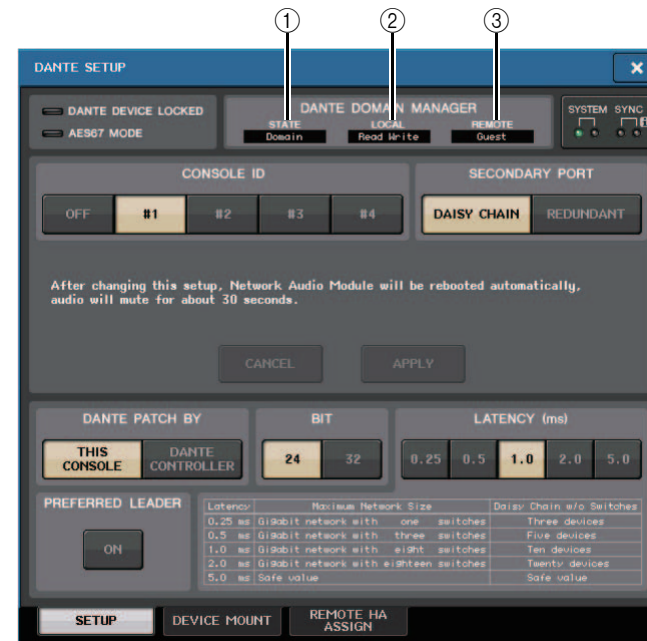 ① ② ③
DANTE SETUP
DANTE DEVICE LOCKED
AES67 MODE
DANTE DOMAIN MANAGER
STATE LOCAL REMOTE
Domain Read Write Guest
SYSTEM SYNC
CONSOLE ID
OFF #1 #2 #3 #4
SECONDARY PORT
DAISY CHAIN REDUNDANT
After changing this setup, Network Audio Module will be rebooted automatically,
audio will mute for about 30 seconds.
CANCEL APPLY
DANTE PATCH BY
THIS CONSOLE DANTE CONTROLLER
BIT
24 32
LATENCY (ms)
0.25 0.5 1.0 2.0 5.0
PREFERRED LEADER
ON
Latency Maximum Network Size Daisy Chain w/o Switches
0.25 ms Gigabit network with one switches Three devices
0.5 ms Gigabit network with three switches Five devices
1.0 ms Gigabit network with eight switches Ten devices
2.0 ms Gigabit network with eighteen switches Twenty devices
5.0 ms Safe value Safe value
SETUP DEVICE MOUNT REMOTE HA ASSIGN